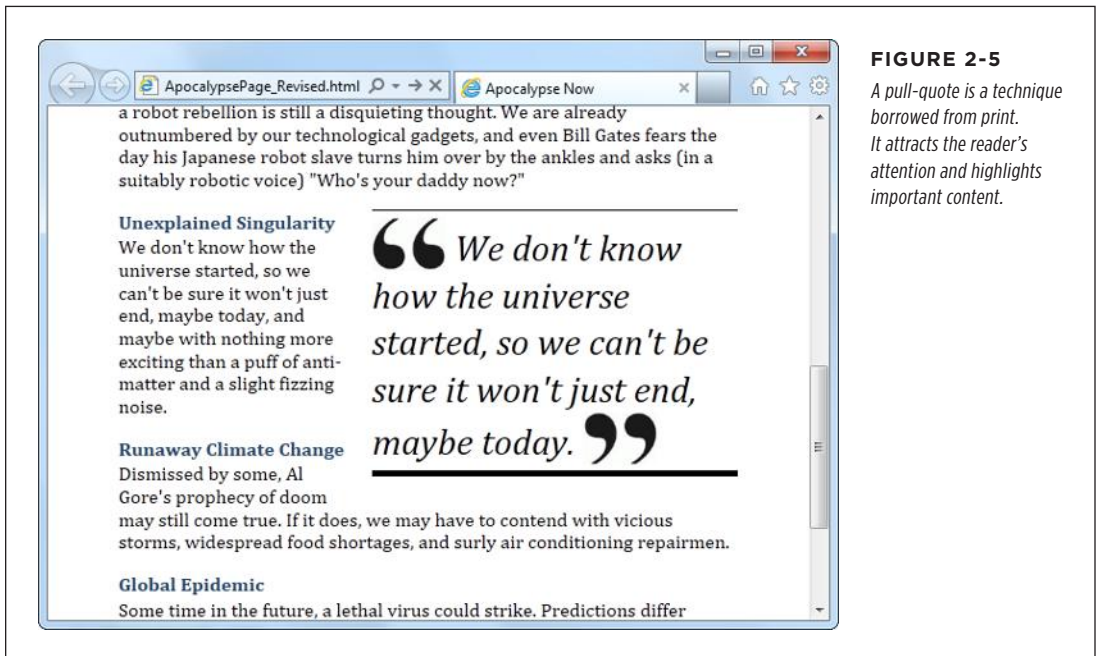 ApocalypsePage_Revised.html
Apocalypse Now
a robot rebellion is still a disquieting thought. We are already
outnumbered by our technological gadgets, and even Bill Gates fears the
day his Japanese robot slave turns him over by the ankles and asks (in a
suitably robotic voice) "Who's your daddy now?"
Unexplained Singularity
We don't know how the
universe started, so we
can't be sure it won't just
end, maybe today, and
maybe with nothing more
exciting than a puff of anti-
matter and a slight fizzing
noise.
“ We don't know
how the universe
started, so we can't be
sure it won't just end,
maybe today. ”
Runaway Climate Change
Dismissed by some, Al
Gore's prophecy of doom
may still come true. If it does, we may have to contend with vicious
storms, widespread food shortages, and surly air conditioning repairmen.
Global Epidemic
Some time in the future, a lethal virus could strike. Predictions differ
FIGURE 2-5
A pull-quote is a technique
borrowed from print.
It attracts the reader's
attention and highlights
important content.